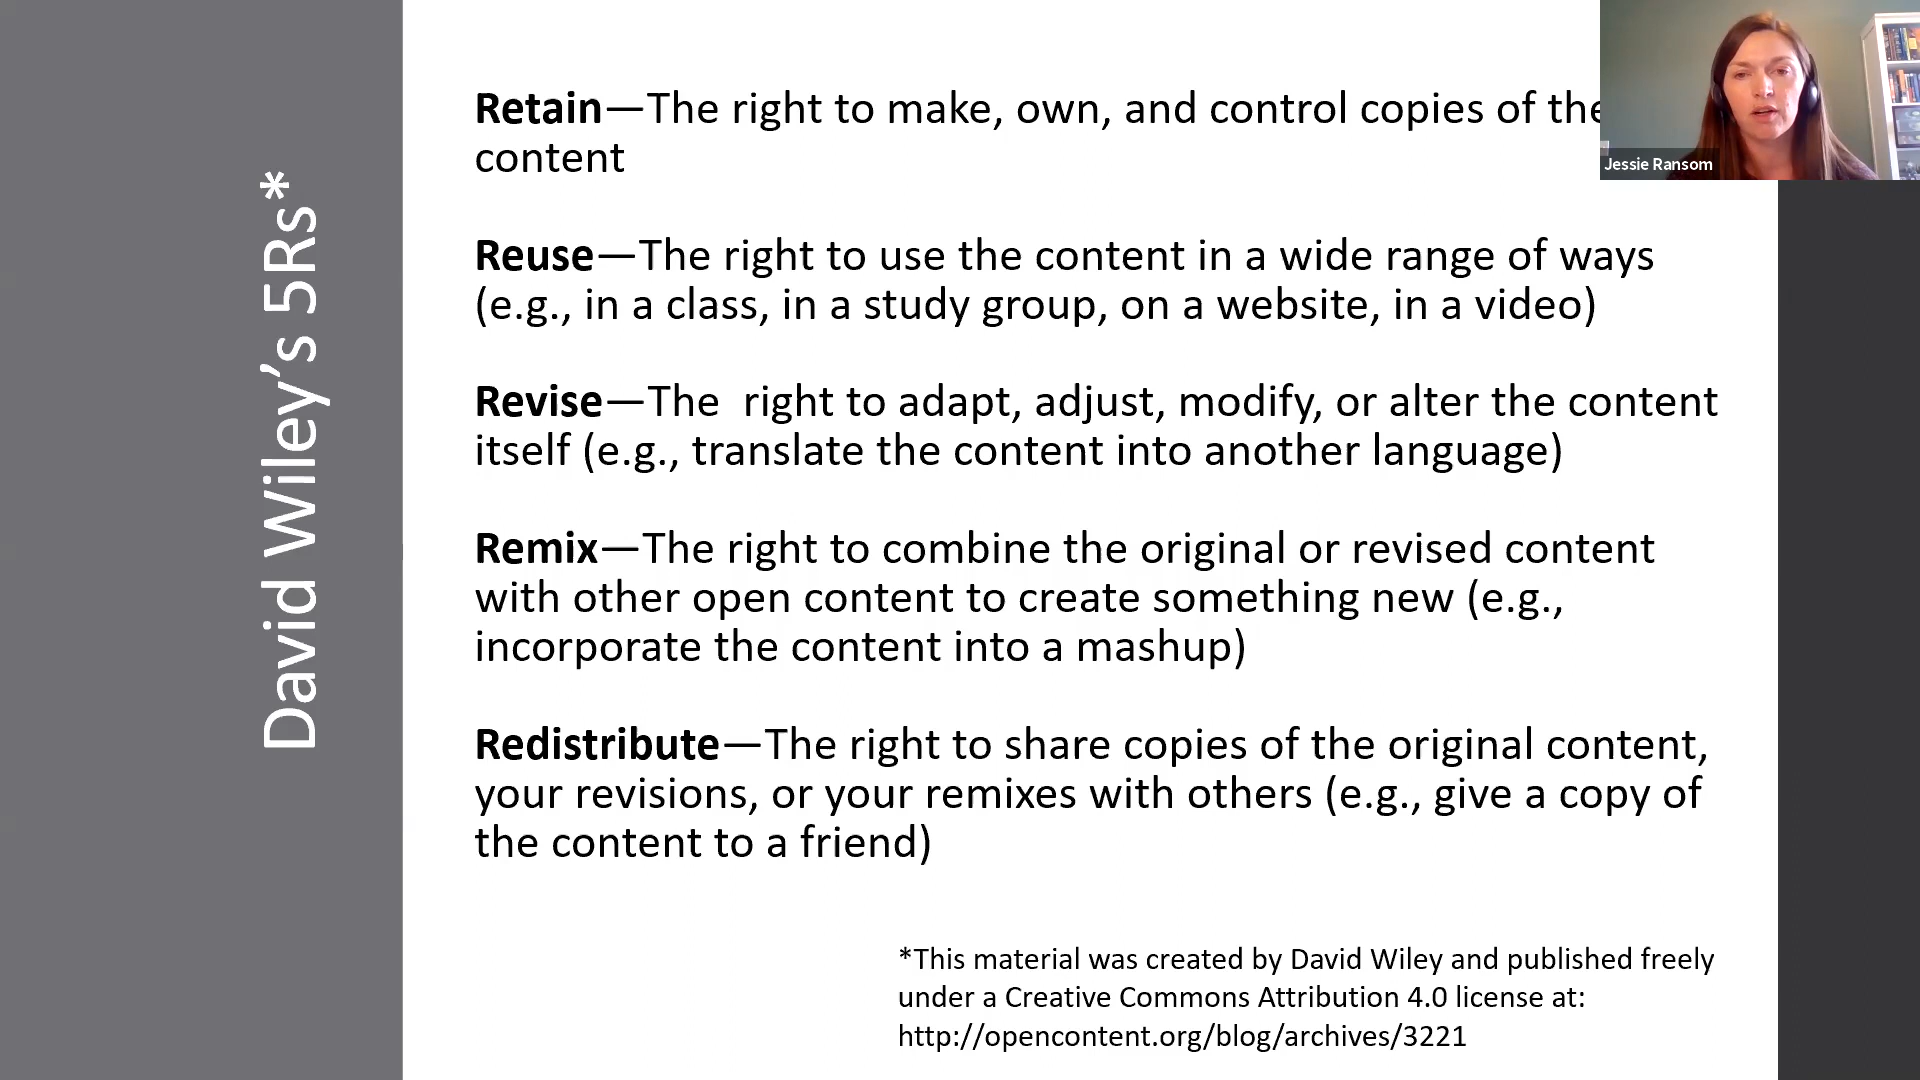 David Wiley’s 5Rs*
Retain—The right to make, own, and control copies of the
content
Reuse—The right to use the content in a wide range of ways
(e.g., in a class, in a study group, on a website, in a video)
Revise—The  right to adapt, adjust, modify, or alter the content
itself (e.g., translate the content into another language)
Remix—The right to combine the original or revised content
with other open content to create something new (e.g.,
incorporate the content into a mashup)
Redistribute—The right to share copies of the original content,
your revisions, or your remixes with others (e.g., give a copy of
the content to a friend)
*This material was created by David Wiley and published freely
under a Creative Commons Attribution 4.0 license at:
http://opencontent.org/blog/archives/3221
Jessie Ransom